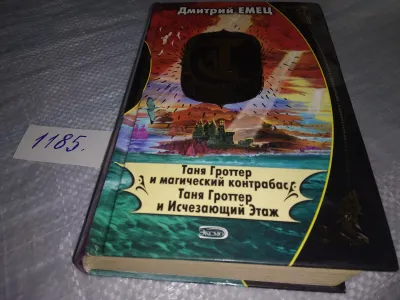 Дмитрий ЕМЕЦ
1185.
Таня Гроттер
и магический контрабас
Таня Гроттер
и Исчезающий Этаж
ЭКСМО